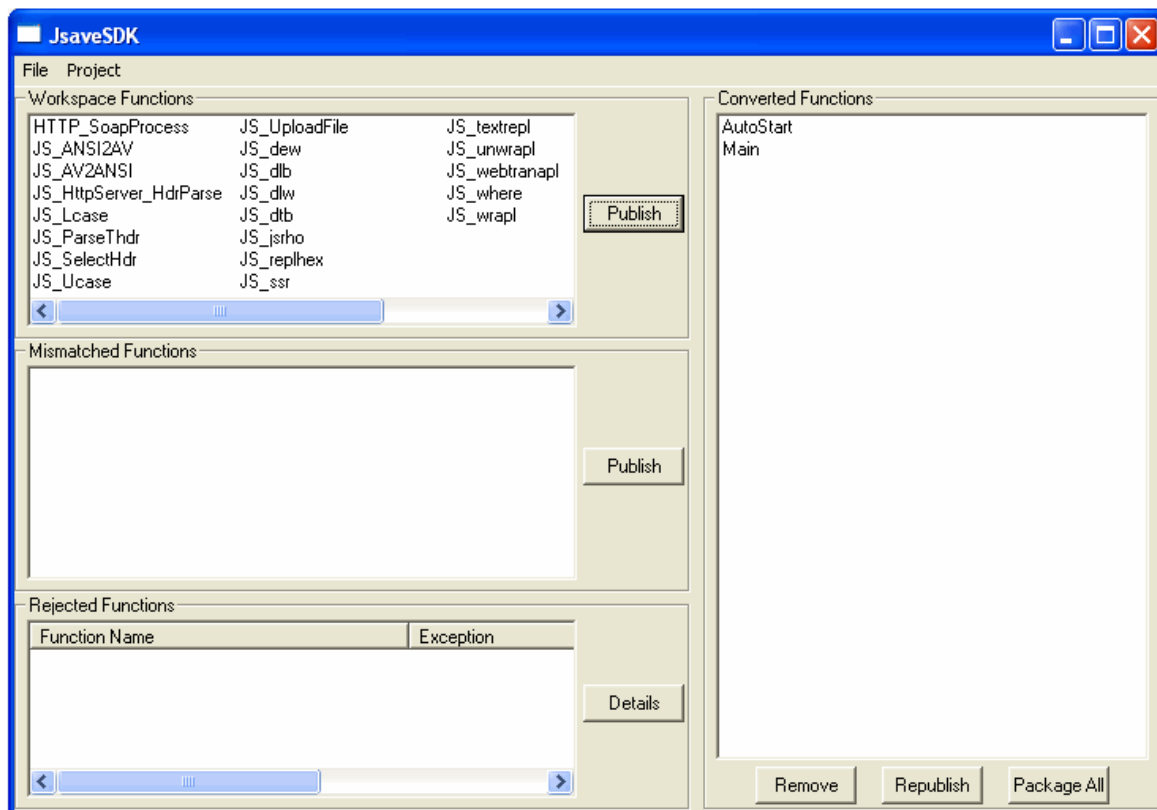 JsaveSDK
File Project
Workspace Functions
HTTP_SoapProcess JS_UploadFile JS_textrepl
JS_ANSI2AV JS_dew JS_unwrapl
JS_AV2ANSI JS_dlb JS_webtranapl
JS_HttpServer_HdrParse JS_dlw JS_where
JS_Lcase JS_dtb JS_wrapl
JS_ParseThdr JS_jsrho
JS_SelectHdr JS_replhex
JS_Ucase JS_ssr
Publish
Mismatched Functions
Publish
Rejected Functions
Function Name Exception
Details
Converted Functions
AutoStart
Main
Remove Republish Package All